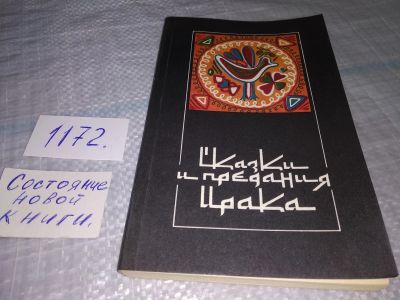 1172.
Состояние
новой
книги.
Сказки
и предания
Ирака